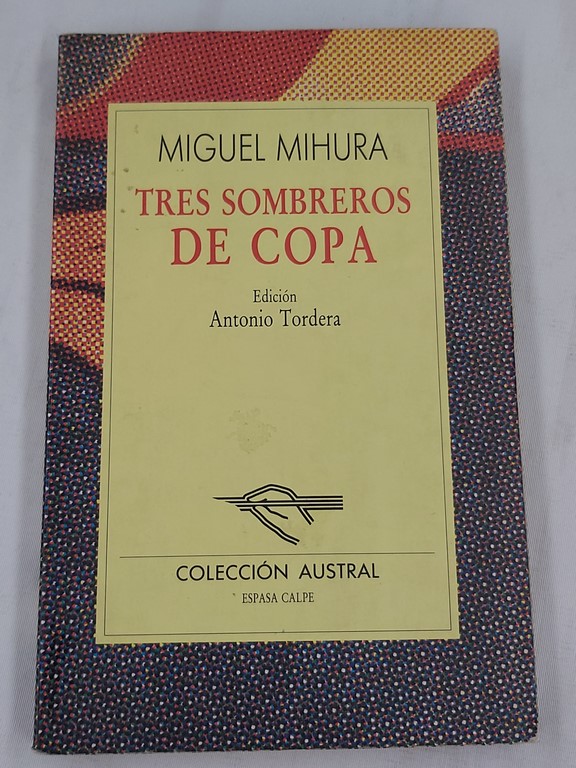 MIGUEL MIHURA
TRES SOMBREROS
DE COPA
Edición
Antonio Tordera
COLECCIÓN AUSTRAL
ESPASA CALPE